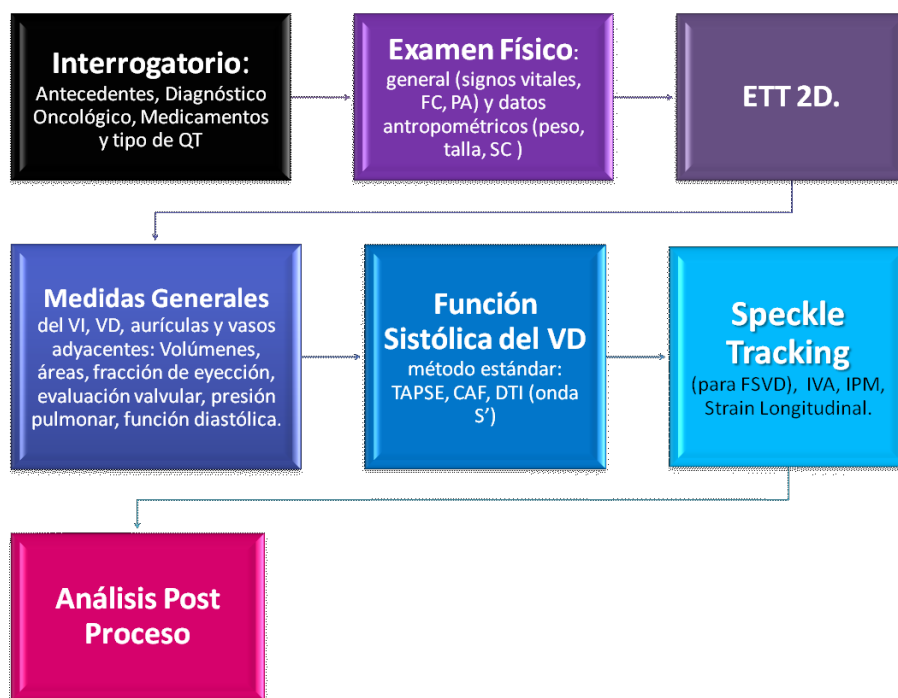 Interrogatorio:
Antecedentes, Diagnóstico
Oncológico, Medicamentos
y tipo de QT
Examen Físico:
general (signos vitales,
FC, PA) y datos
antropométricos (peso,
talla, SC )
ETT 2D.
Medidas Generales
del VI, VD, aurículas y vasos
adyacentes: Volúmenes,
áreas, fracción de eyección,
evaluación valvular, presión
pulmonar, función diastólica.
Función
Sistólica del VD
método estándar:
TAPSE, CAF, DTI (onda
S’)
Speckle
Tracking
(para FSVD), IVA, IPM,
Strain Longitudinal.
Análisis Post
Proceso